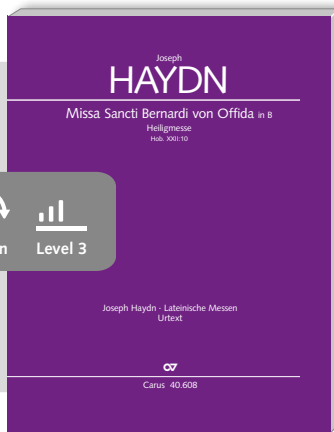 Joseph
HAYDN
Missa Sancti Bernardi von Offida in B
Heiligmesse
Hob. XXII:10
Level 3
Joseph Haydn · Lateinische Messen
Urtext
Carus 40.608